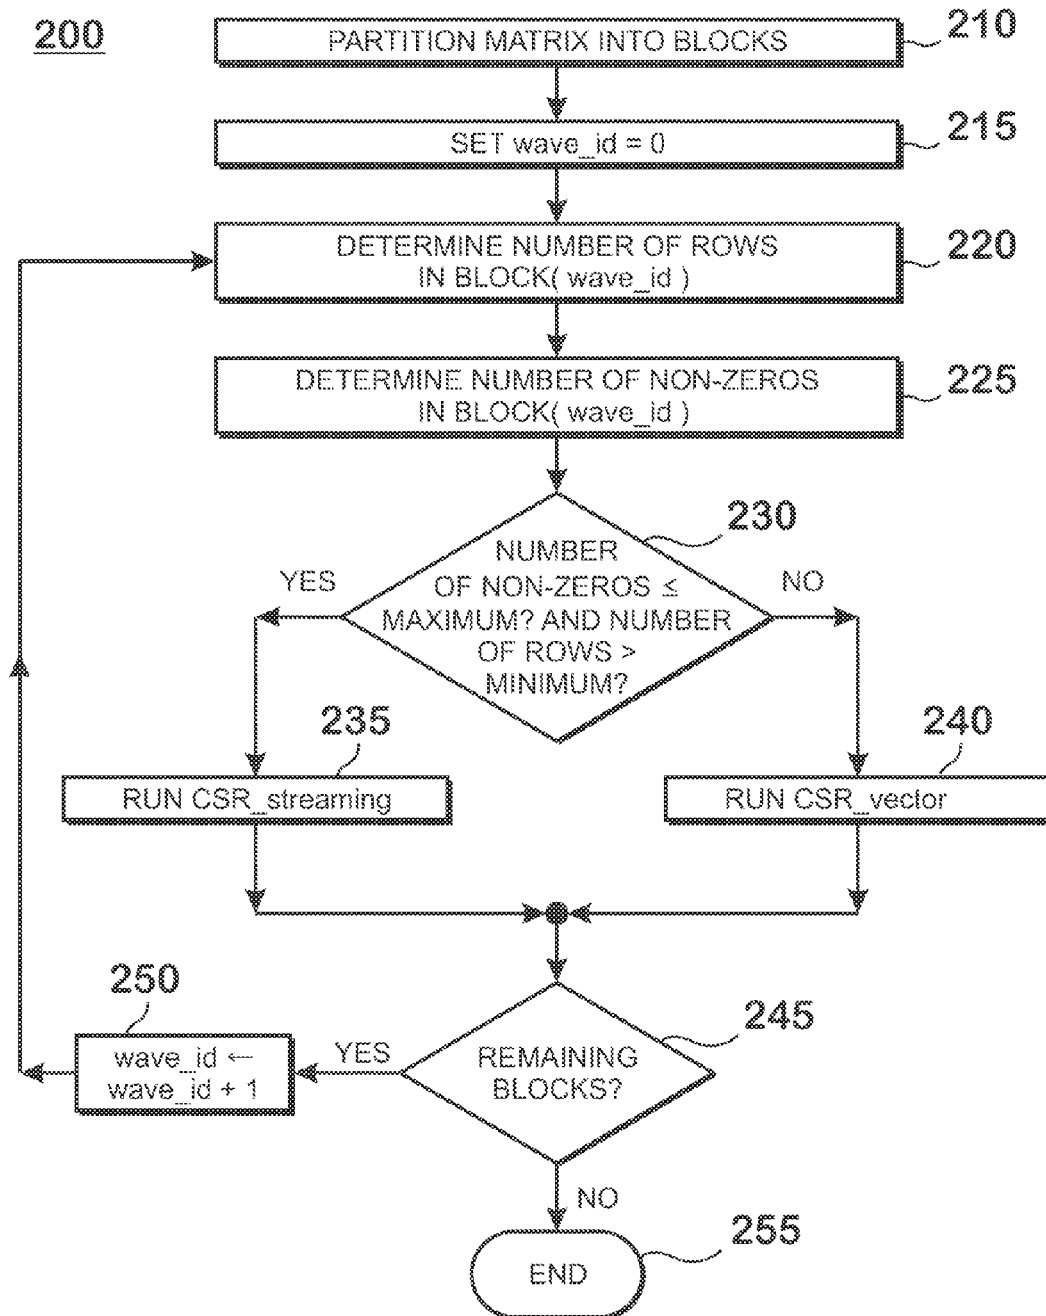 200
PARTITION MATRIX INTO BLOCKS
210
SET wave_id = 0
215
DETERMINE NUMBER OF ROWS
IN BLOCK( wave_id )
220
DETERMINE NUMBER OF NON-ZEROS
IN BLOCK( wave_id )
225
230
NUMBER
OF NON-ZEROS ≤
MAXIMUM? AND NUMBER
OF ROWS >
MINIMUM?
YES
NO
235
RUN CSR_streaming
240
RUN CSR_vector
245
REMAINING
BLOCKS?
YES
250
wave_id ←
wave_id + 1
NO
END
255